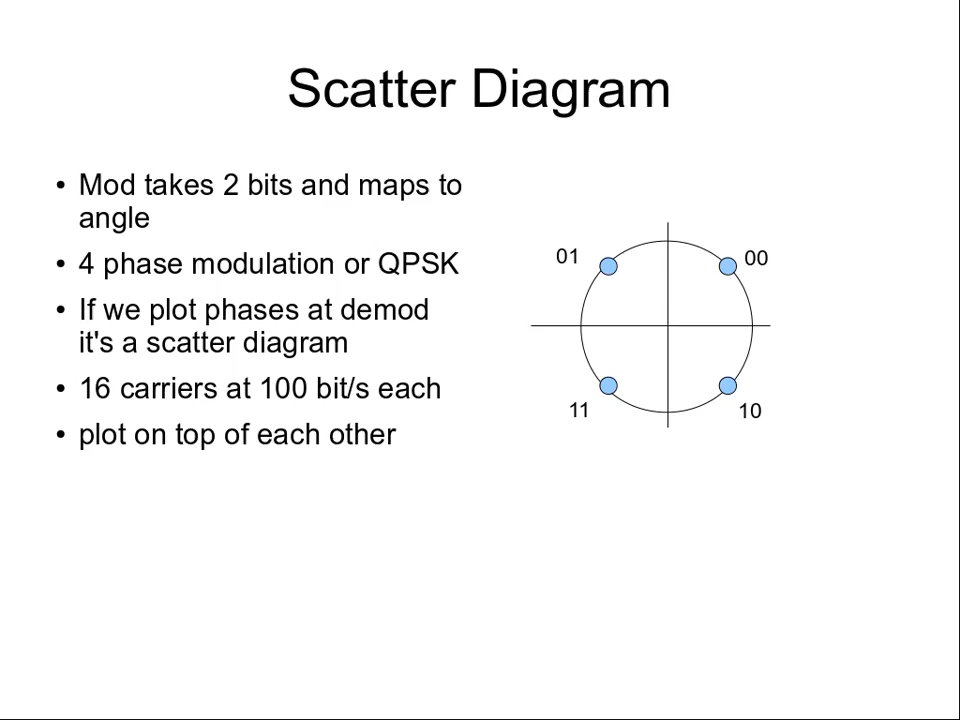 Scatter Diagram
• Mod takes 2 bits and maps to
angle
• 4 phase modulation or QPSK
• If we plot phases at demod
it's a scatter diagram
• 16 carriers at 100 bit/s each
• plot on top of each other
01
00
11
10